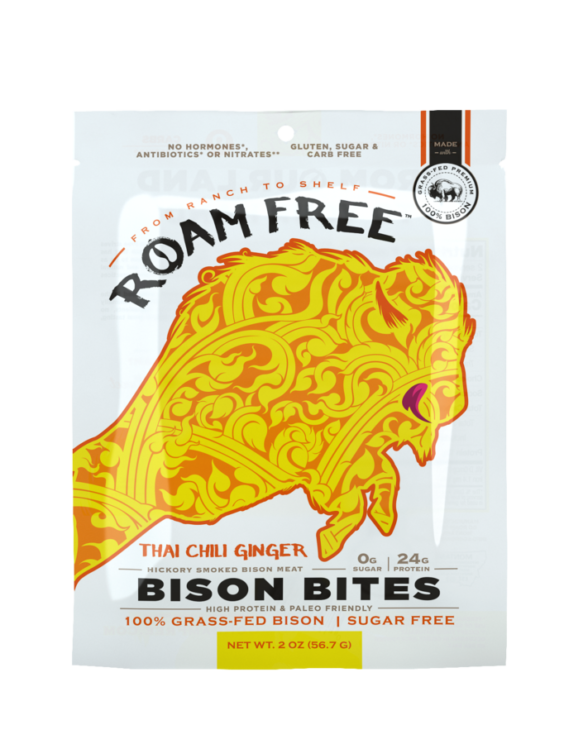 NO HORMONES*,
ANTIBIOTICS* OR NITRATES**
GLUTEN, SUGAR &
CARB FREE
MADE
with
GRASS-FED PREMIUM
100% BISON
FROM RANCH TO SHELF
ROAM FREE™
THAI CHILI GINGER
HICKORY SMOKED BISON MEAT
0G
SUGAR
24G
PROTEIN
BISON BITES
HIGH PROTEIN & PALEO FRIENDLY
100% GRASS-FED BISON | SUGAR FREE
NET WT. 2 OZ (56.7 G)